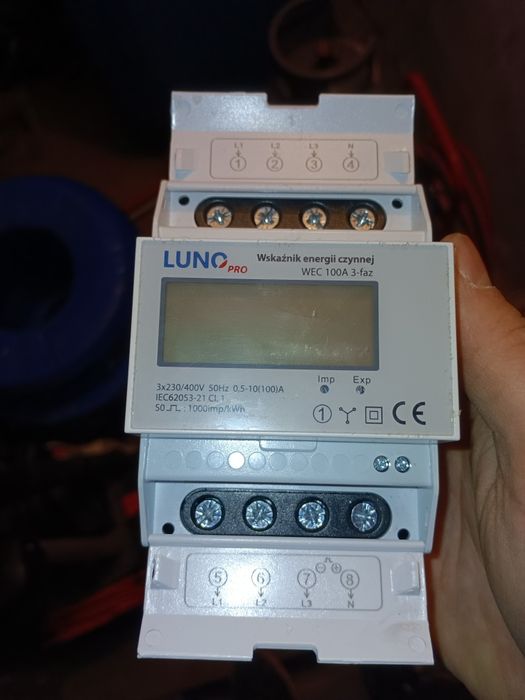 L1 L2 L3 N
1 2 3 4
LUNO PRO
Wskaźnik energii czynnej
WEC 100A 3-faz
Imp Exp
3x230/400V 50Hz 0,5-10(100)A
IEC62053-21 Cl.1
S0 : 1000imp/kWh
1 CE
5 6 7 8
L1 L2 L3 N